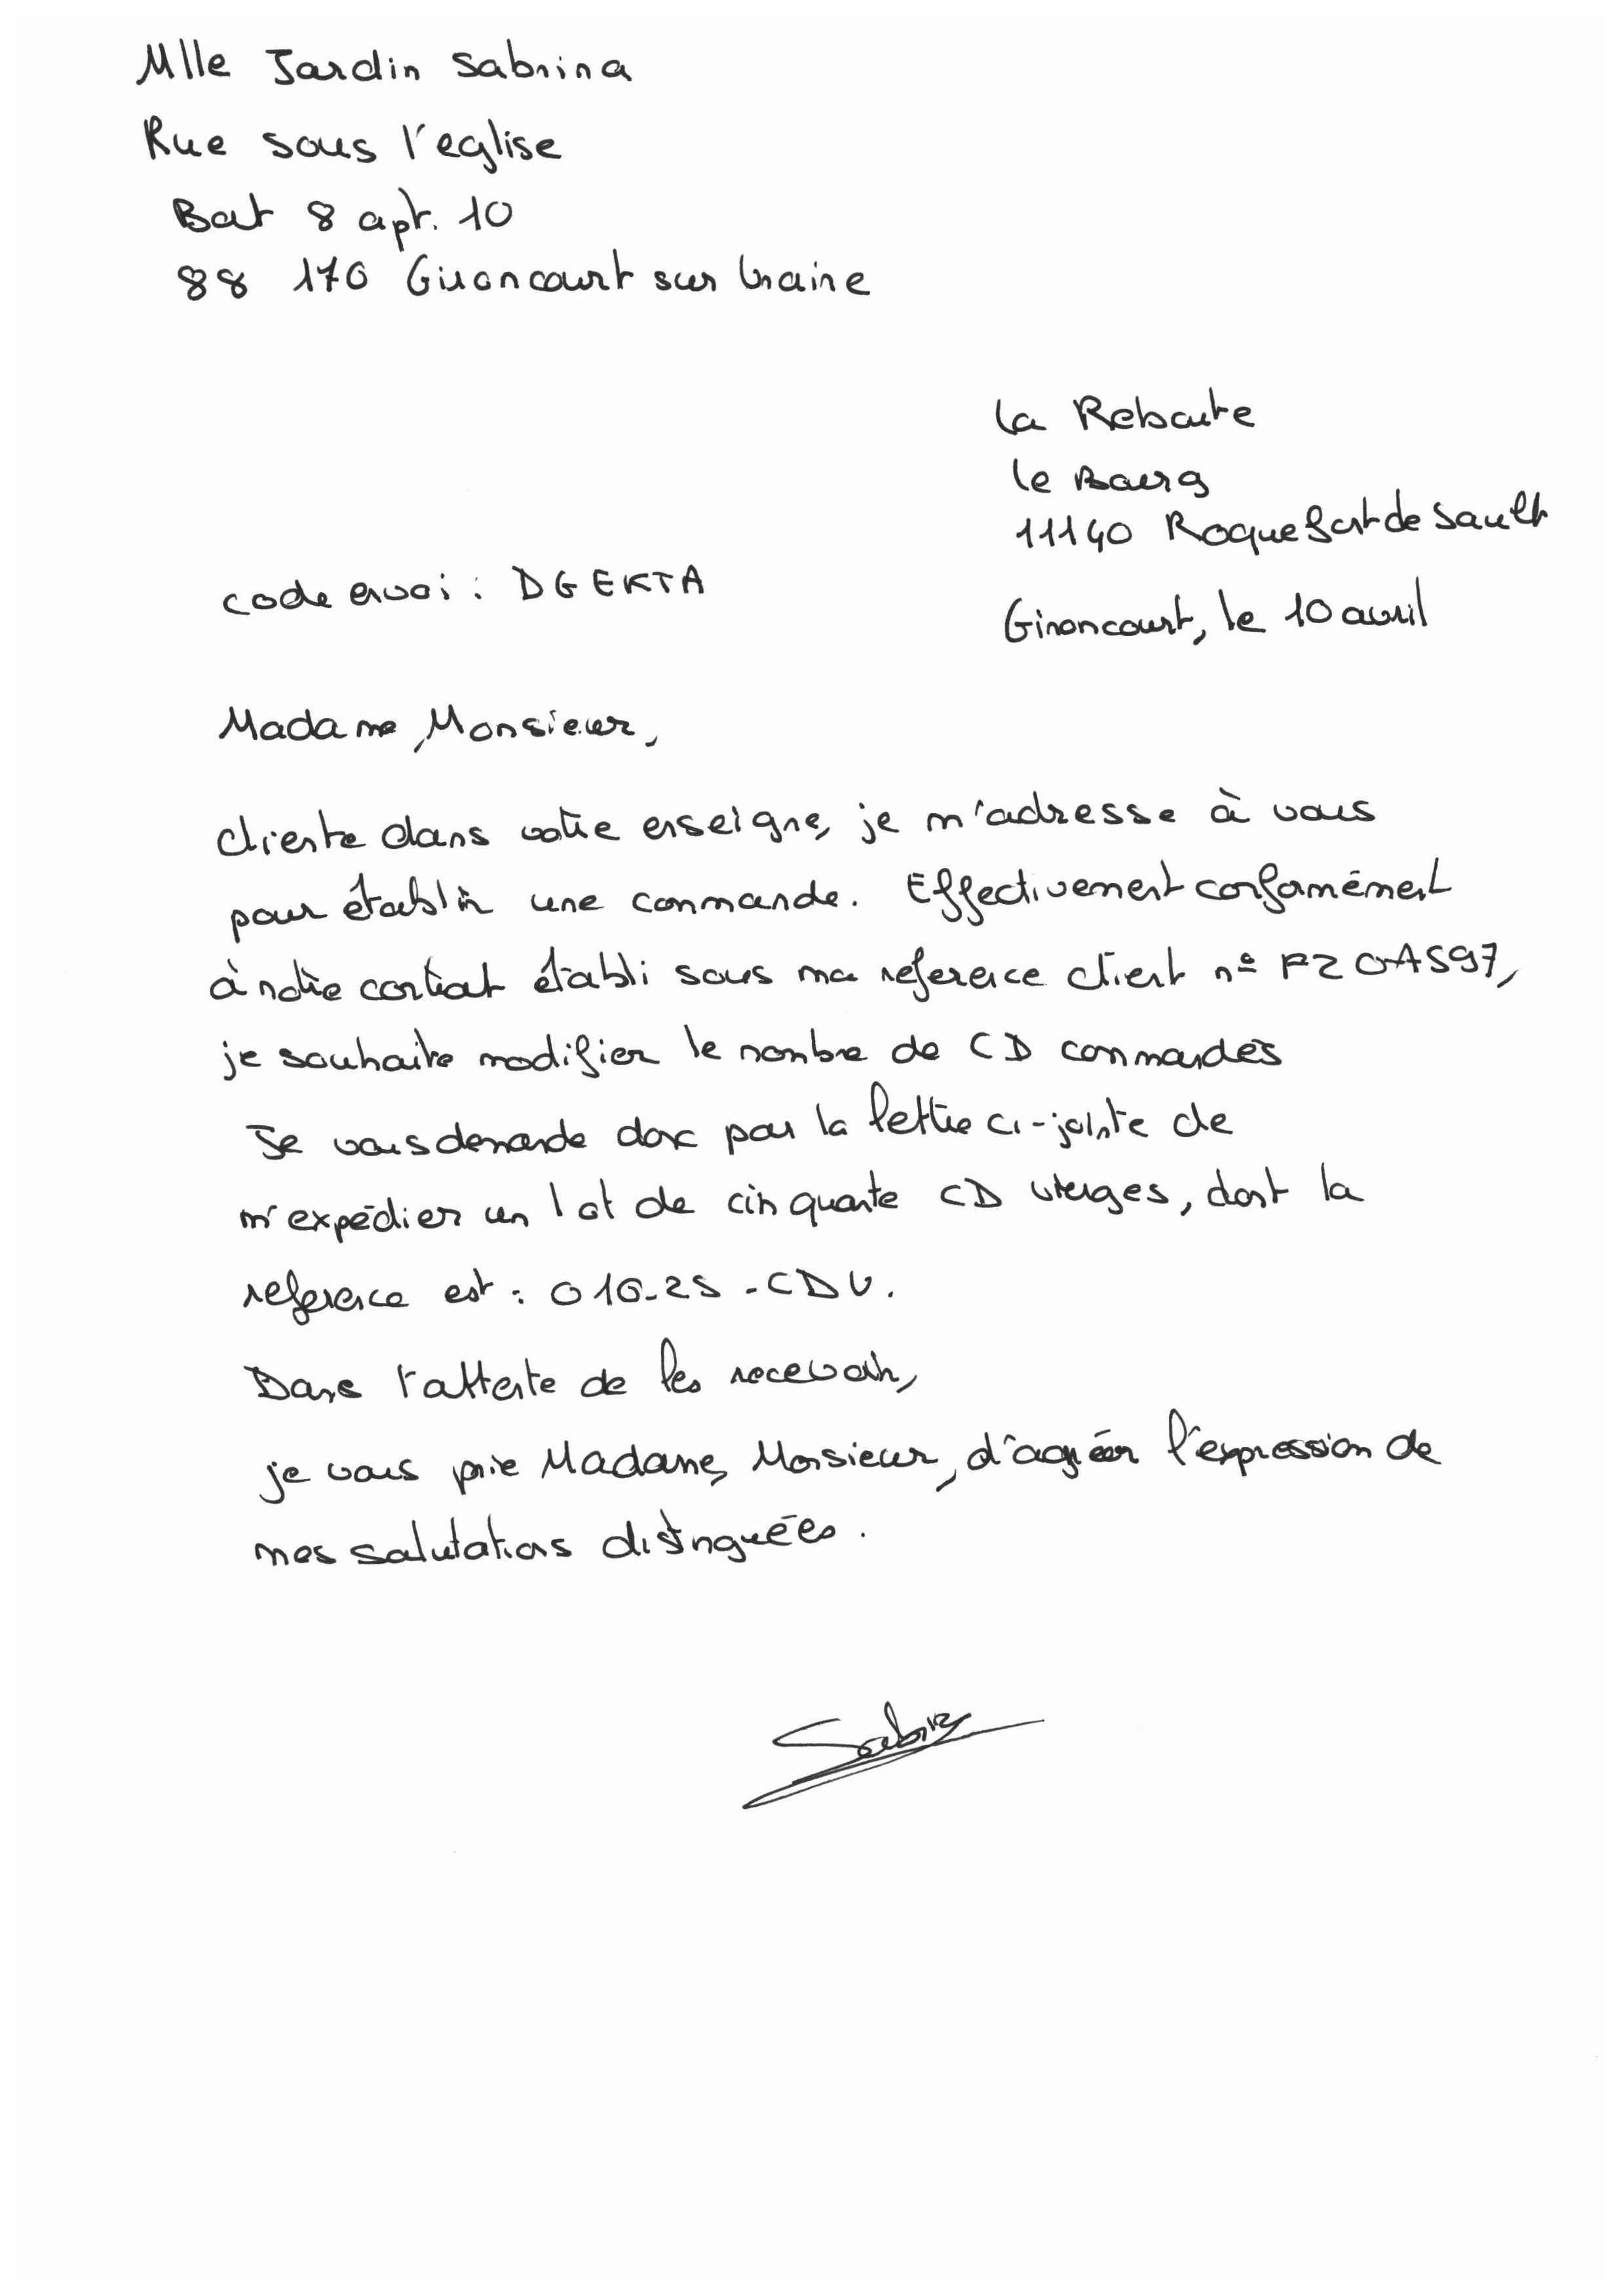 Mlle Jardin Sabrina
Rue sous l'eglise
Bat 8 apt. 10
88 170 Gironcourt sur Vraine
La Reboute
le Bourg
11140 Roquefort de Sault
code envoi : DGEKTA
Gironcourt, le 10 avril
Madame, Monsieur,
cliente dans votre enseigne, je m'adresse à vous
pour établir une commande. Effectivement conformément
à notre contrat établi sous ma reference client n° FZOAS97,
je souhaite modifier le nombre de CD commandés
Je vous demande donc par la lettre ci-jointe de
m'expédier un lot de cinquante CD vierges, dont la
reference est : 016-25-CDV.
Dans l'attente de les recevoir,
je vous prie Madame, Monsieur, d'agréer l'expression de
mes salutations distinguées.